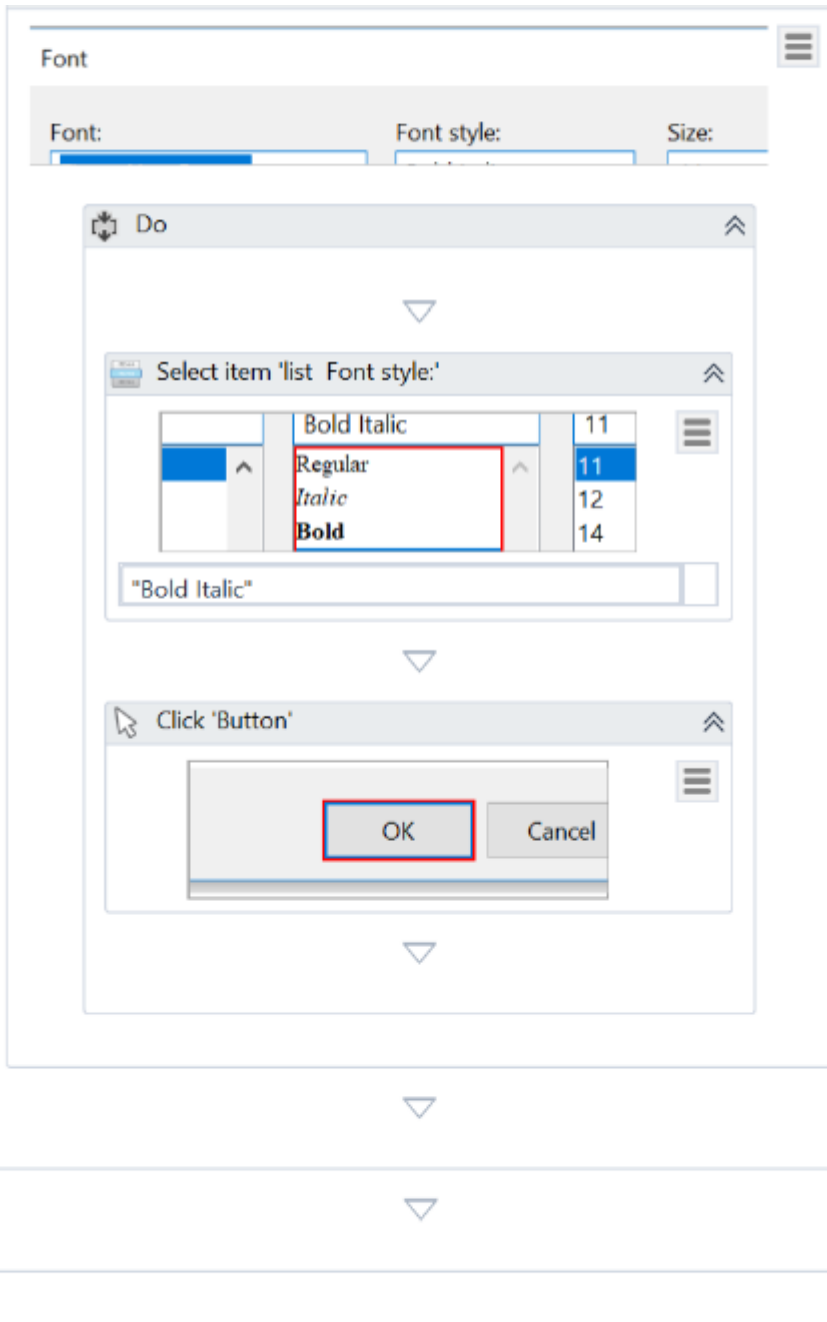 Font
Font: Font style: Size:
Do
Select item 'list Font style:'
Bold Italic 11
Regular 11
Italic 12
Bold 14
"Bold Italic"
Click 'Button'
OK Cancel